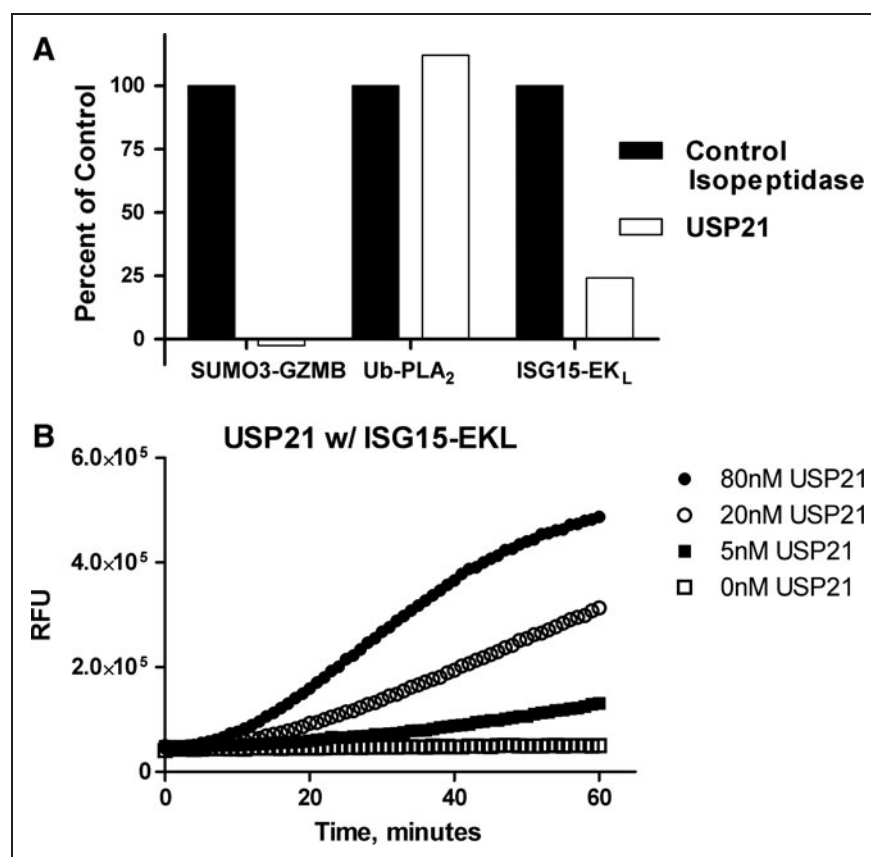 A
Percent of Control
100
75
50
25
0
SUMO3-GZMB Ub-PLA₂ ISG15-EK_L
Control Isopeptidase
USP21
B
USP21 w/ ISG15-EKL
RFU
6.0×10⁵
4.0×10⁵
2.0×10⁵
0
0 20 40 60
Time, minutes
80nM USP21
20nM USP21
5nM USP21
0nM USP21